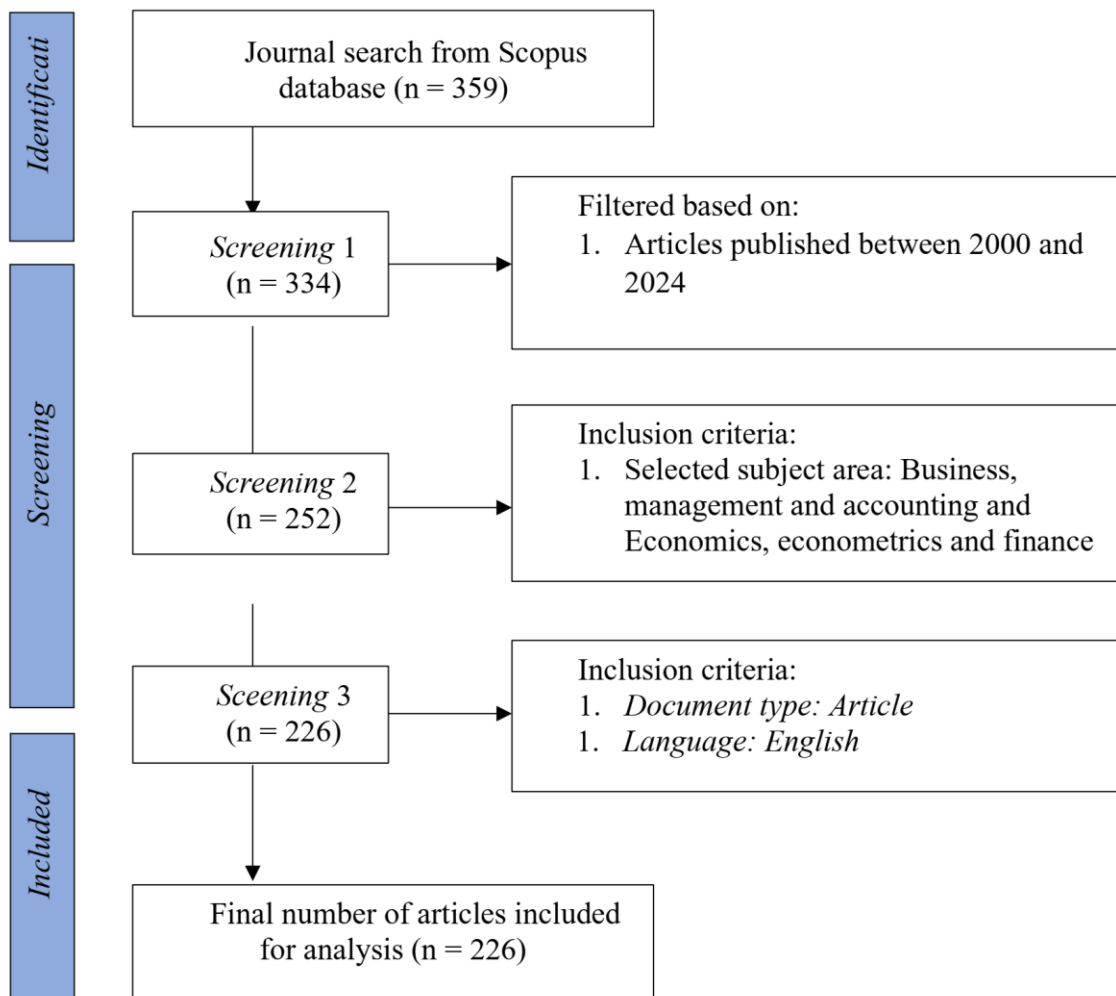 Identificati
Journal search from Scopus
database (n = 359)
Screening 1
(n = 334)
Filtered based on:
1. Articles published between 2000 and
2024
Screening
Screening 2
(n = 252)
Inclusion criteria:
1. Selected subject area: Business,
management and accounting and
Economics, econometrics and finance
Sceening 3
(n = 226)
Inclusion criteria:
1. Document type: Article
1. Language: English
Included
Final number of articles included
for analysis (n = 226)